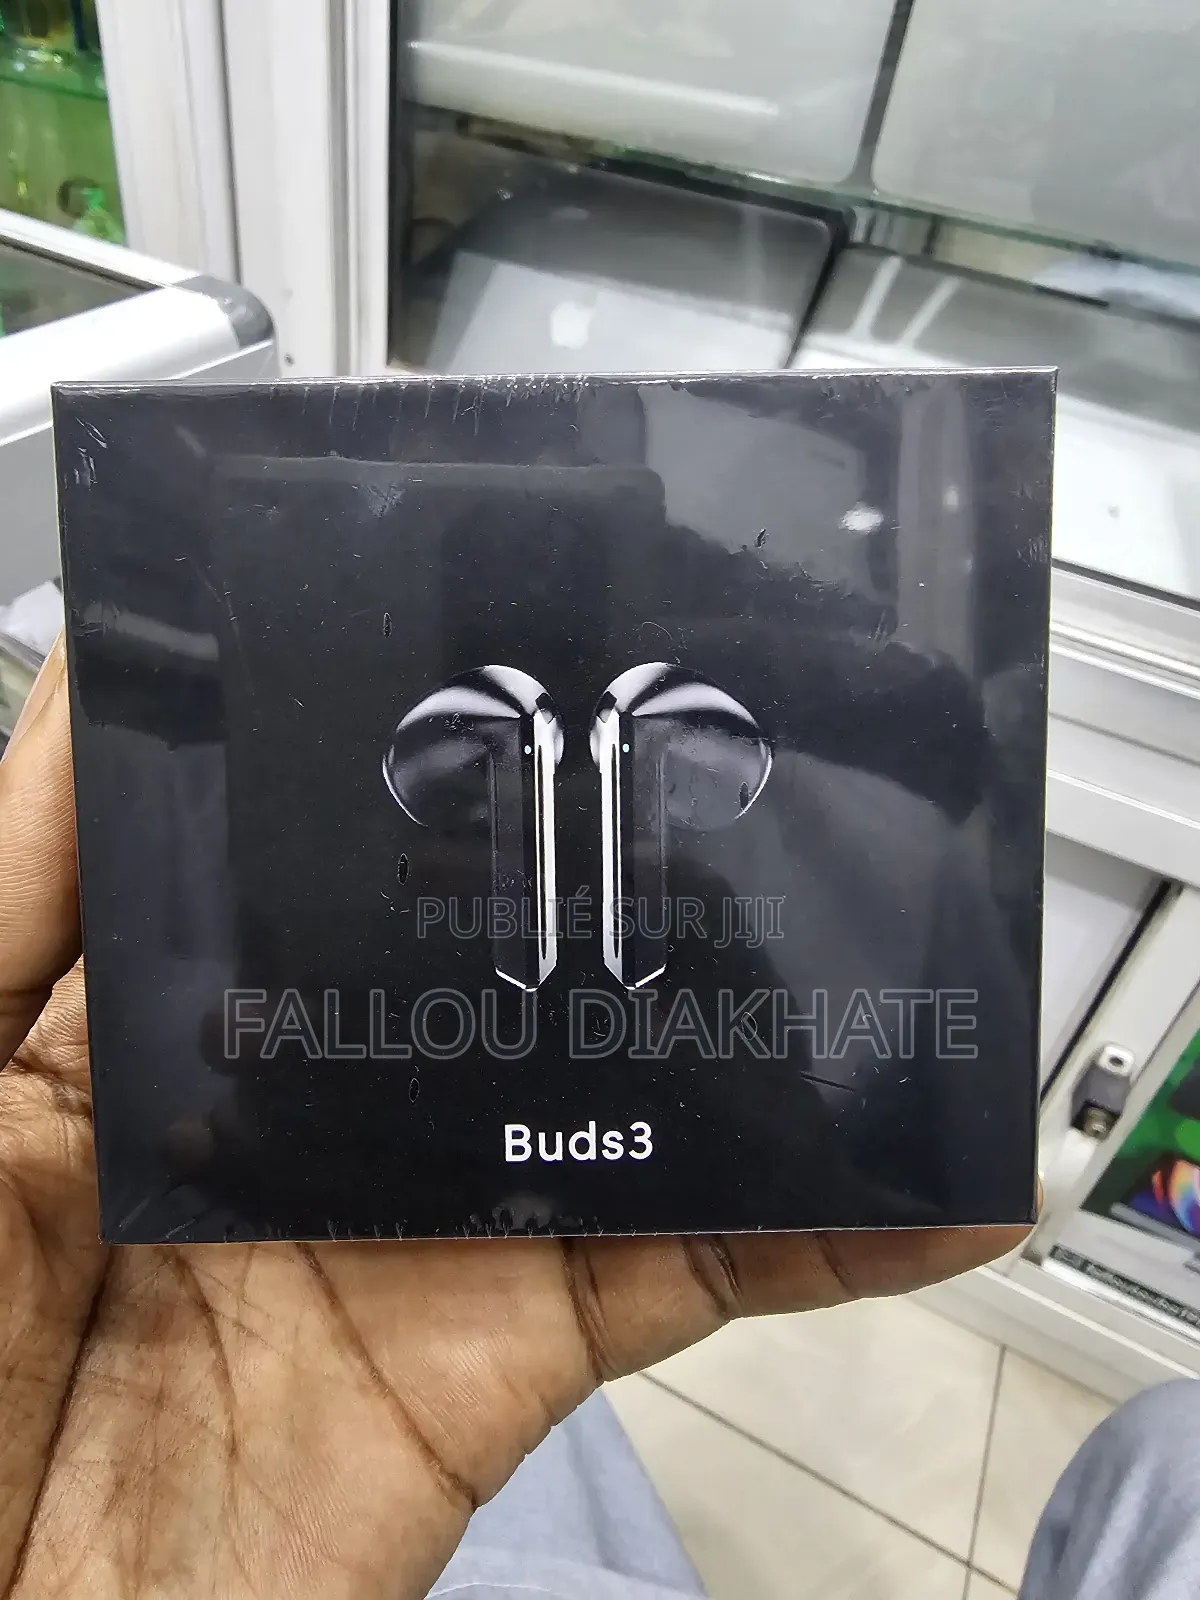 PUBLIÉ SUR JIJI
FALLOU DIAKHATE
Buds3